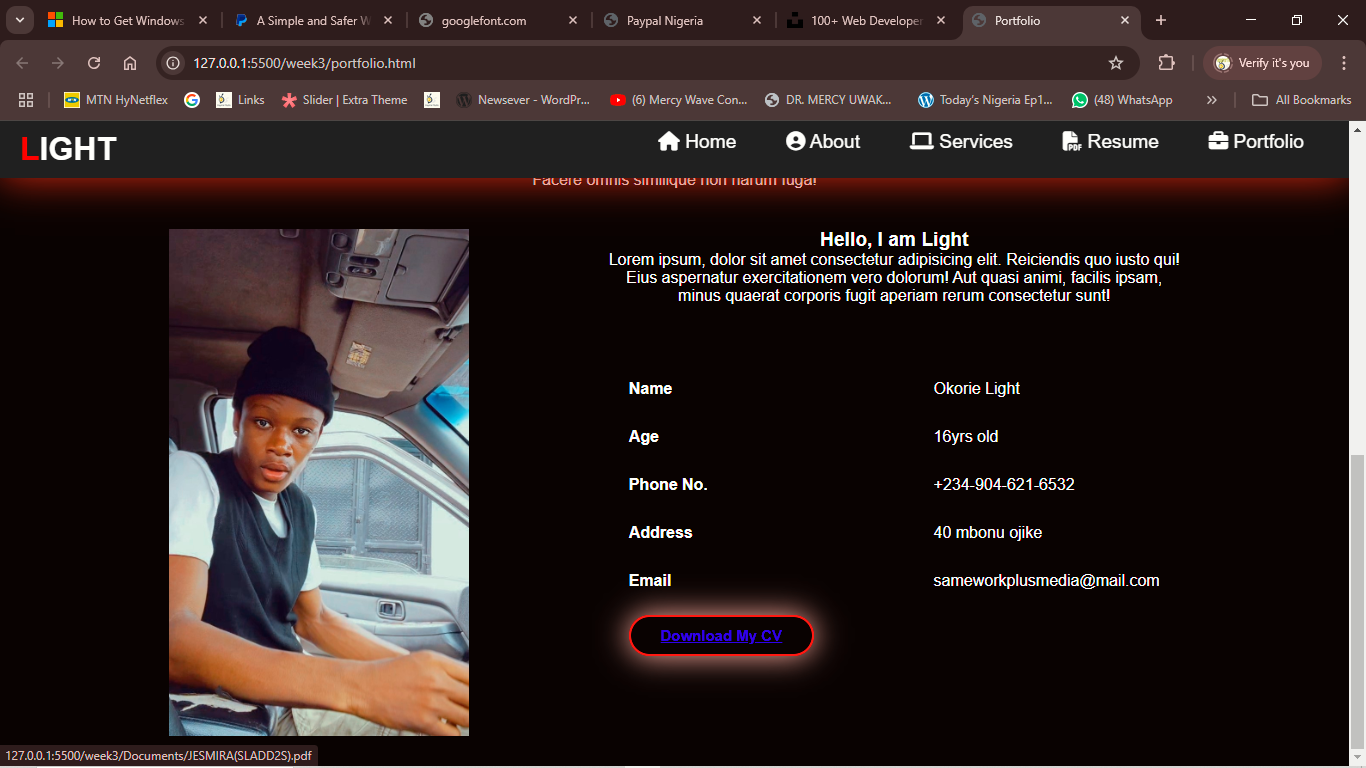 How to Get Windows
A Simple and Safer W
googlefont.com
Paypal Nigeria
100+ Web Developer
Portfolio
127.0.0.1:5500/week3/portfolio.html
Verify it's you
MTN HyNetflex
Links
Slider | Extra Theme
Newsever - WordPr...
(6) Mercy Wave Con...
DR. MERCY UWAK...
Today's Nigeria Ep1...
(48) WhatsApp
All Bookmarks
LIGHT
Home
About
Services
Resume
Portfolio
Facere omnis similique non harum fuga!
Hello, I am Light
Lorem ipsum, dolor sit amet consectetur adipisicing elit. Reiciendis quo iusto qui!
Eius aspernatur exercitationem vero dolorum! Aut quasi animi, facilis ipsam,
minus quaerat corporis fugit aperiam rerum consectetur sunt!
Name Okorie Light
Age 16yrs old
Phone No. +234-904-621-6532
Address 40 mbonu ojike
Email sameworkplusmedia@mail.com
Download My CV
127.0.0.1:5500/week3/Documents/JESMIRA(SLADD2S).pdf